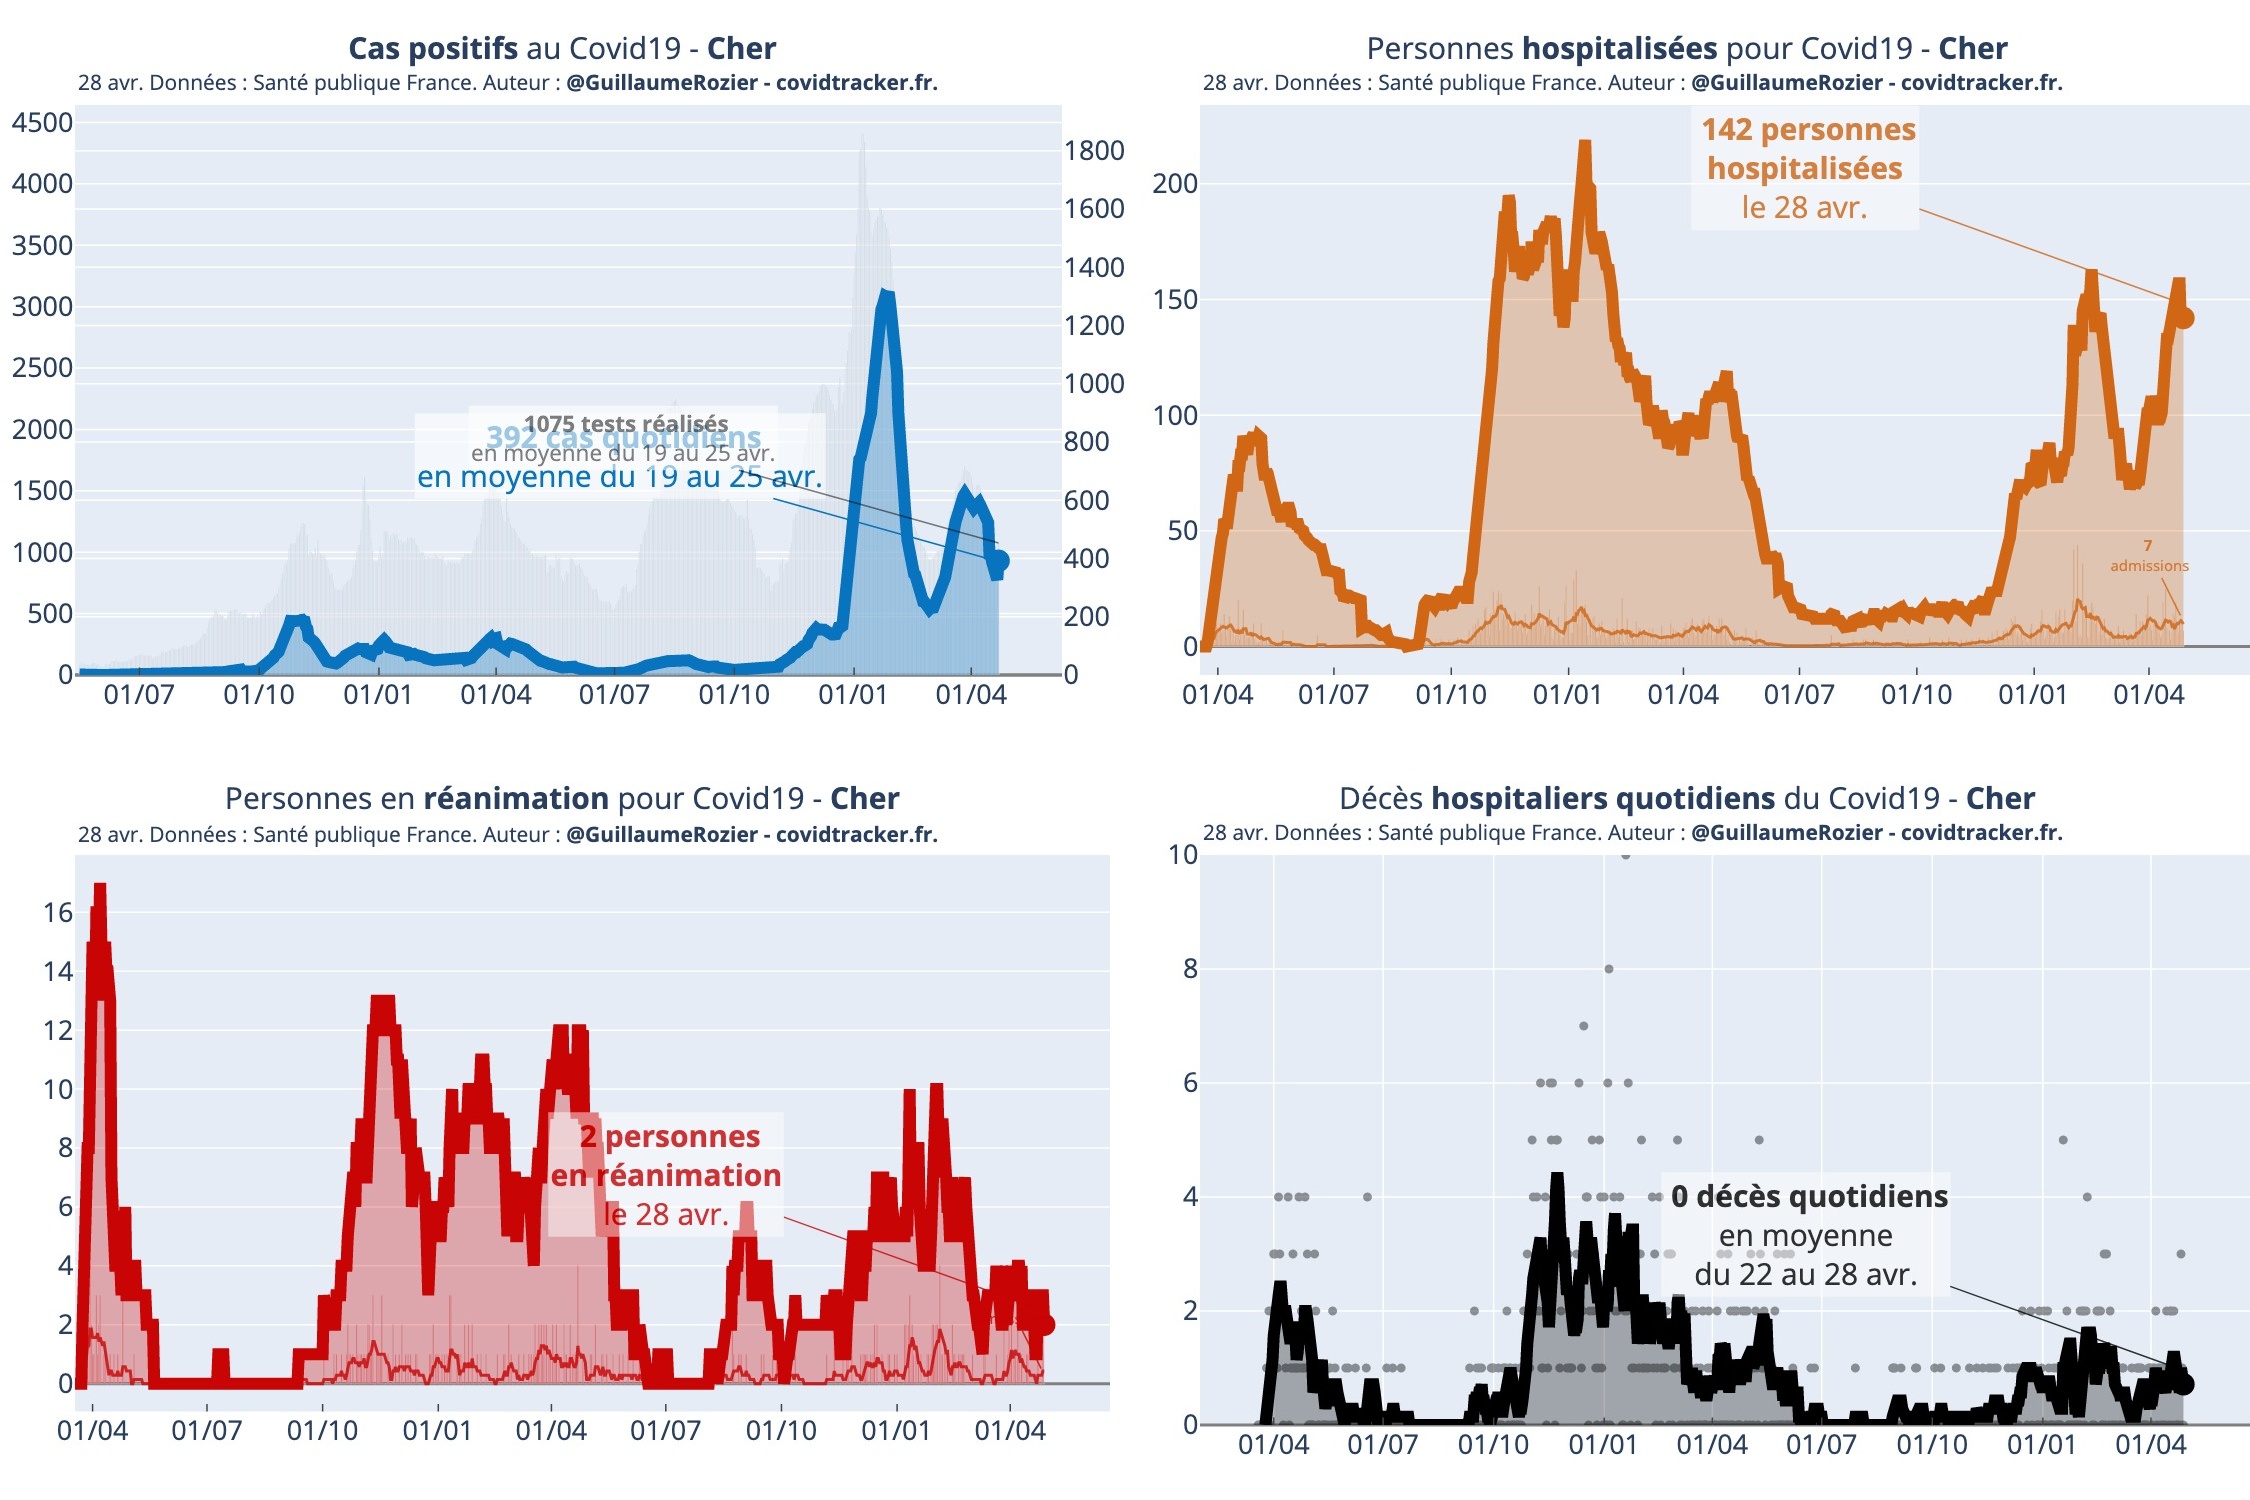 Cas positifs au Covid19 - Cher
28 avr. Données : Santé publique France. Auteur : @GuillaumeRozier - covidtracker.fr.
4500
4000
3500
3000
2500
2000
1500
1000
500
0
1800
1600
1400
1200
1000
800
600
400
200
0
1075 tests réalisés
en moyenne du 19 au 25 avr.
392 cas quotidiens
en moyenne du 19 au 25 avr.
01/07 01/10 01/01 01/04 01/07 01/10 01/01 01/04
Personnes hospitalisées pour Covid19 - Cher
28 avr. Données : Santé publique France. Auteur : @GuillaumeRozier - covidtracker.fr.
200
150
100
50
0
142 personnes
hospitalisées
le 28 avr.
7
admissions
01/04 01/07 01/10 01/01 01/04 01/07 01/10 01/01 01/04
Personnes en réanimation pour Covid19 - Cher
28 avr. Données : Santé publique France. Auteur : @GuillaumeRozier - covidtracker.fr.
16
14
12
10
8
6
4
2
0
2 personnes
en réanimation
le 28 avr.
01/04 01/07 01/10 01/01 01/04 01/07 01/10 01/01 01/04
Décès hospitaliers quotidiens du Covid19 - Cher
28 avr. Données : Santé publique France. Auteur : @GuillaumeRozier - covidtracker.fr.
10
8
6
4
2
0
0 décès quotidiens
en moyenne
du 22 au 28 avr.
01/04 01/07 01/10 01/01 01/04 01/07 01/10 01/01 01/04